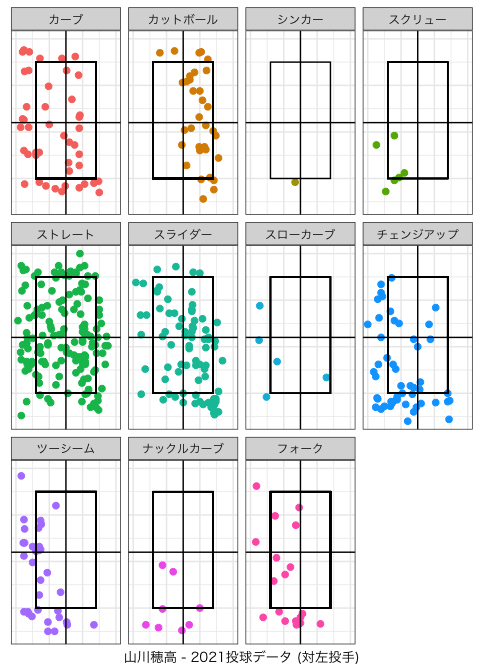 カーブ
カットボール
シンカー
スクリュー
ストレート
スライダー
スローカーブ
チェンジアップ
ツーシーム
ナックルカーブ
フォーク
山川穂高 - 2021投球データ (対左投手)